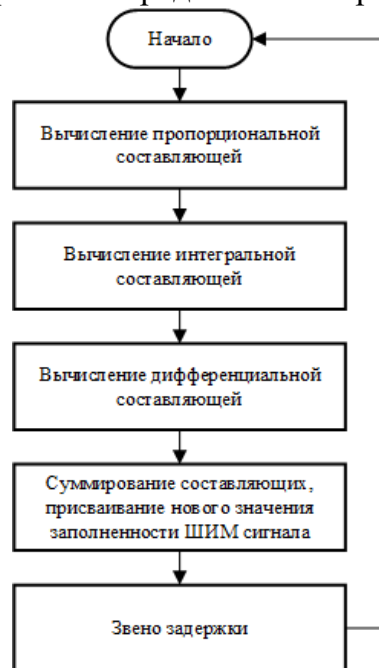 Начало
Вычисление пропорциональной
составляющей
Вычисление интегральной
составляющей
Вычисление дифференциальной
составляющей
Суммирование составляющих,
присваивание нового значения
заполненности ШИМ сигнала
Звено задержки